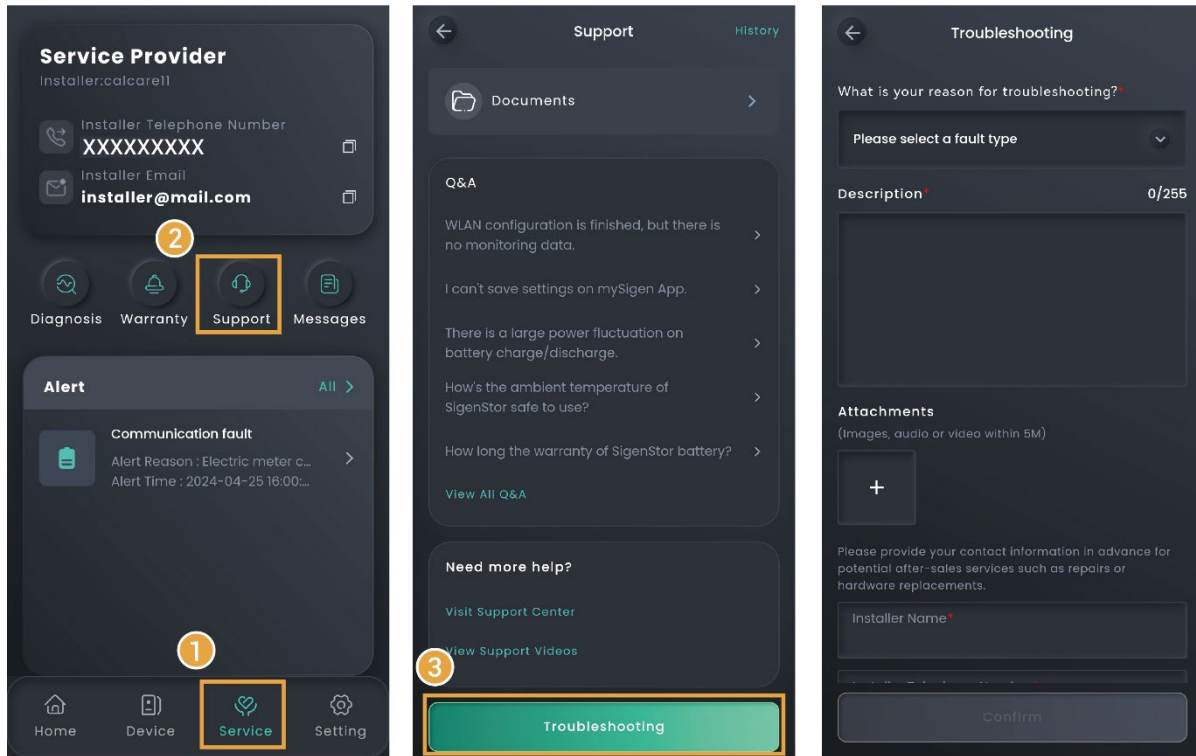 Service Provider
Installer:calcare11
Installer Telephone Number
XXXXXXXXX
Installer Email
installer@mail.com
2
Diagnosis
Warranty
Support
Messages
Alert
All >
Communication fault
Alert Reason : Electric meter c...
Alert Time : 2024-04-25 16:00:...
1
Home
Device
Service
Setting
Support
History
Documents
Q&A
WLAN configuration is finished, but there is
no monitoring data.
I can't save settings on mySigen App.
There is a large power fluctuation on
battery charge/discharge.
How's the ambient temperature of
SigenStor safe to use?
How long the warranty of SigenStor battery?
View All Q&A
Need more help?
Visit Support Center
View Support Videos
3
Troubleshooting
Troubleshooting
What is your reason for troubleshooting?*
Please select a fault type
Description*
0/255
Attachments
(Images, audio or video within 5M)
+
Please provide your contact information in advance for
potential after-sales services such as repairs or
hardware replacements.
Installer Name*
Confirm